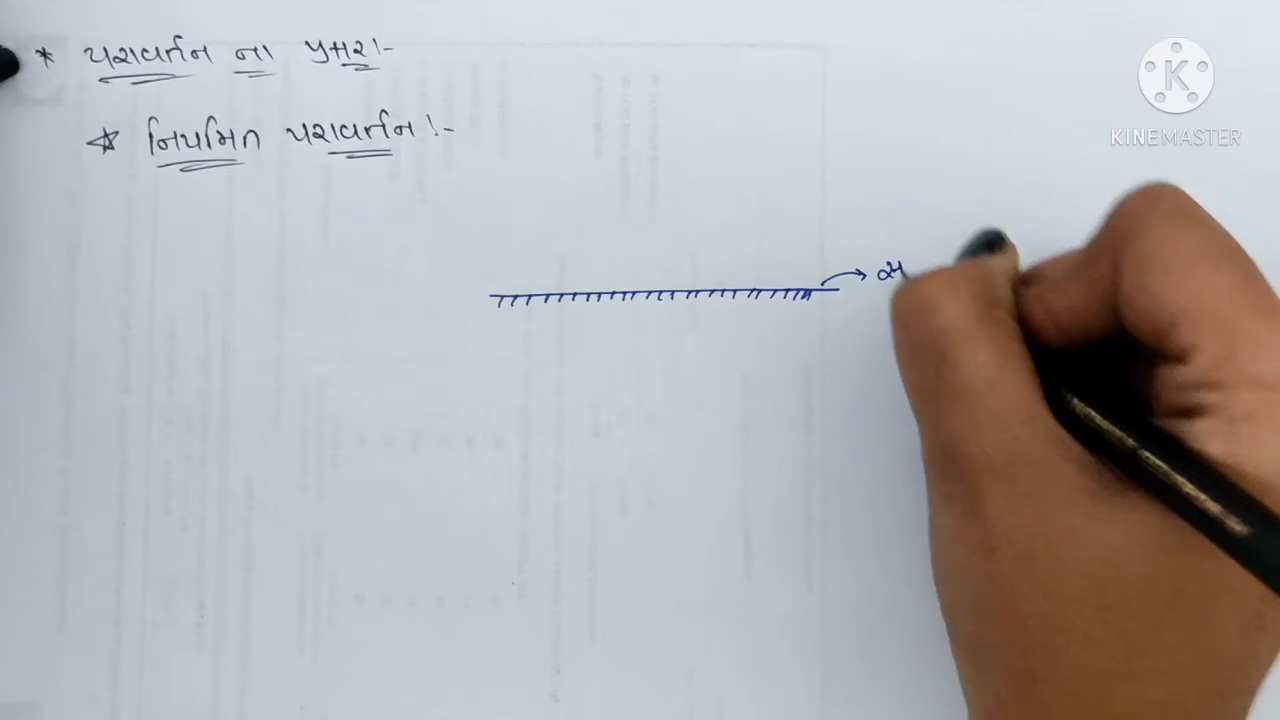 * પરાવર્તન ના પ્રકાર :-
☆ નિયમિત પરાવર્તન :-
K
KINEMASTER